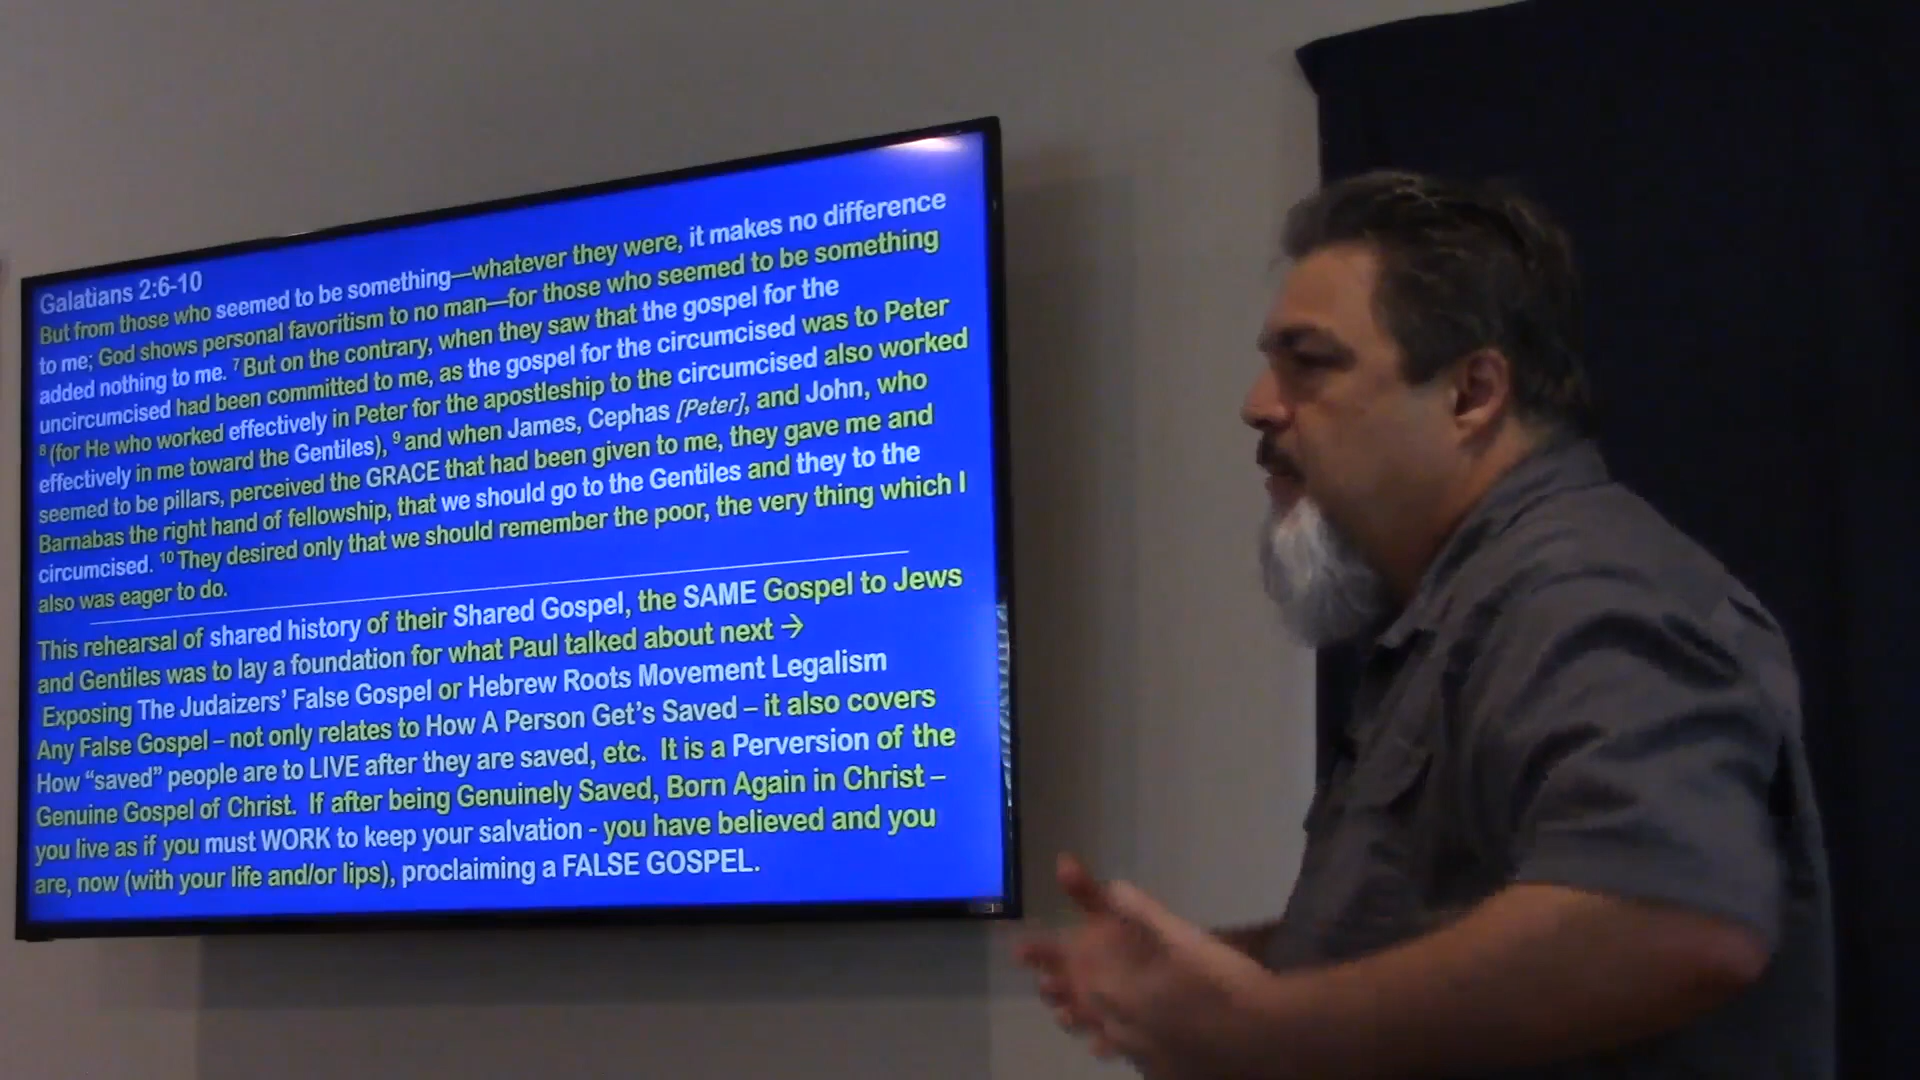 Galatians 2:6-10
But from those who seemed to be something—whatever they were, it makes no difference
to me; God shows personal favoritism to no man—for those who seemed to be something
added nothing to me. ⁷ But on the contrary, when they saw that the gospel for the
uncircumcised had been committed to me, as the gospel for the circumcised was to Peter
⁸ (for He who worked effectively in Peter for the apostleship to the circumcised also worked
effectively in me toward the Gentiles), ⁹ and when James, Cephas [Peter], and John, who
seemed to be pillars, perceived the GRACE that had been given to me, they gave me and
Barnabas the right hand of fellowship, that we should go to the Gentiles and they to the
circumcised. ¹⁰ They desired only that we should remember the poor, the very thing which I
also was eager to do.
This rehearsal of shared history of their Shared Gospel, the SAME Gospel to Jews
and Gentiles was to lay a foundation for what Paul talked about next →
Exposing The Judaizers’ False Gospel or Hebrew Roots Movement Legalism
Any False Gospel – not only relates to How A Person Get’s Saved – it also covers
How “saved” people are to LIVE after they are saved, etc. It is a Perversion of the
Genuine Gospel of Christ. If after being Genuinely Saved, Born Again in Christ –
you live as if you must WORK to keep your salvation - you have believed and you
are, now (with your life and/or lips), proclaiming a FALSE GOSPEL.